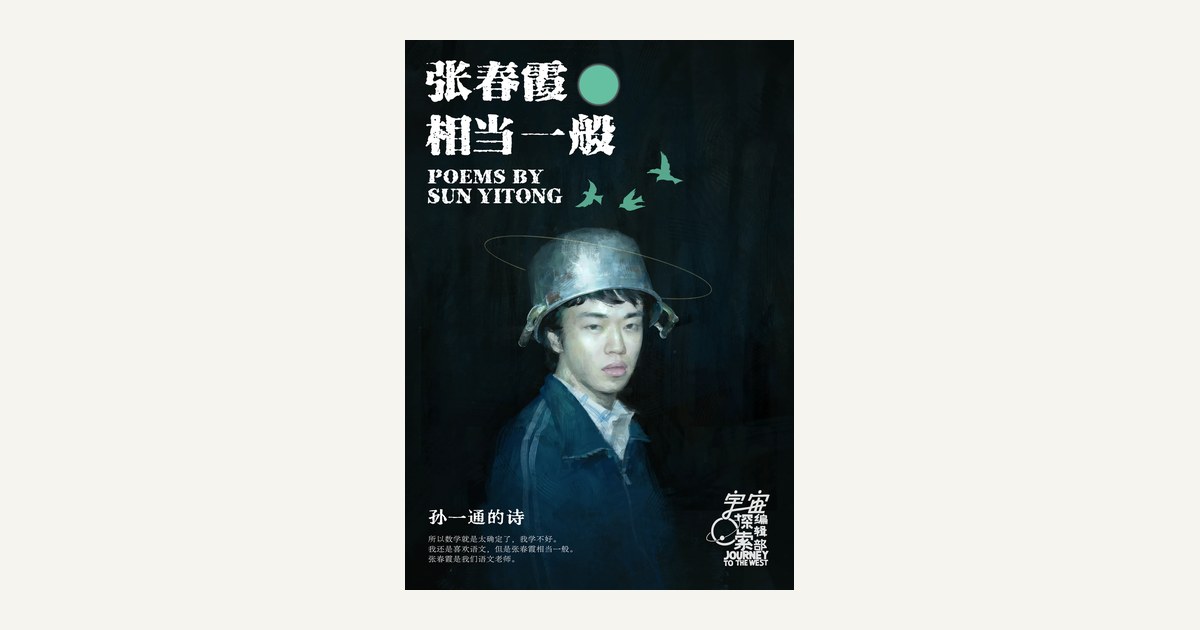 张春霞
相当一般
POEMS BY
SUN YITONG
孙一通的诗
所以数学就是太确定了，我学不好。
我还是喜欢语文，但是张春霞相当一般。
张春霞是我们语文老师。
宇宙
探索
编辑部
JOURNEY
TO THE WEST